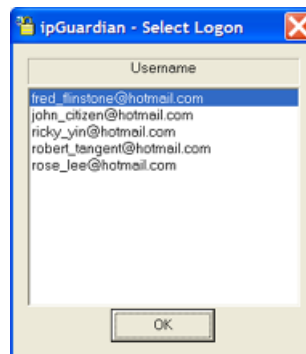 ipGuardian - Select Logon
Username
fred_flinstone@hotmail.com
john_citizen@hotmail.com
ricky_yin@hotmail.com
robert_tangent@hotmail.com
rose_lee@hotmail.com
OK